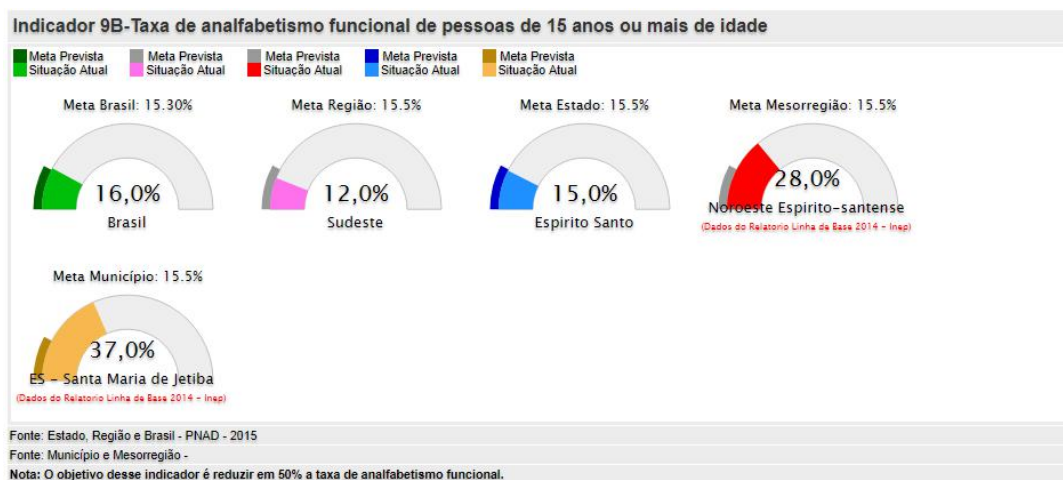 Indicador 9B-Taxa de analfabetismo funcional de pessoas de 15 anos ou mais de idade
Meta Prevista Meta Prevista Meta Prevista Meta Prevista Meta Prevista
Situação Atual Situação Atual Situação Atual Situação Atual Situação Atual
Meta Brasil: 15.30% Meta Região: 15.5% Meta Estado: 15.5% Meta Mesorregião: 15.5%
16,0% 12,0% 15,0% 28,0%
Brasil Sudeste Espirito Santo Noroeste Espirito-santense
(Dados do Relatorio Linha de Base 2014 - Inep)
Meta Município: 15.5%
37,0%
ES - Santa Maria de Jetiba
(Dados do Relatorio Linha de Base 2014 - Inep)
Fonte: Estado, Região e Brasil - PNAD - 2015
Fonte: Município e Mesorregião -
Nota: O objetivo desse indicador é reduzir em 50% a taxa de analfabetismo funcional.